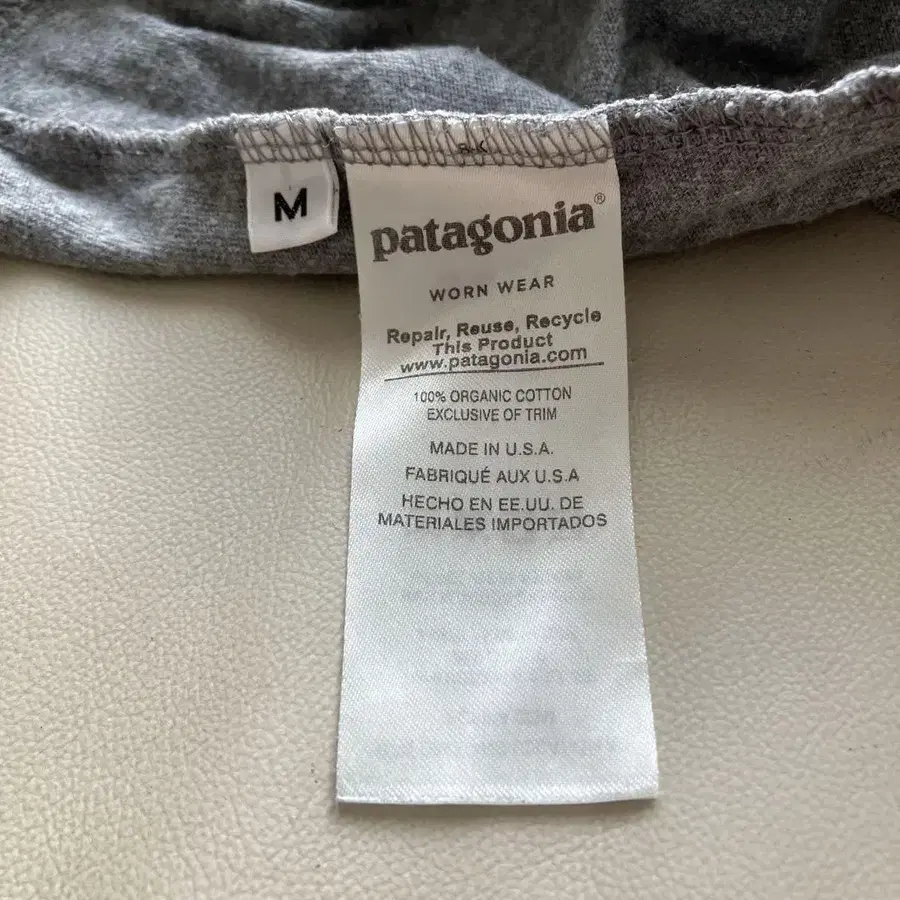 M
patagonia®
WORN WEAR
Repair, Reuse, Recycle
This Product
www.patagonia.com
100% ORGANIC COTTON
EXCLUSIVE OF TRIM
MADE IN U.S.A.
FABRIQUÉ AUX U.S.A
HECHO EN EE.UU. DE
MATERIALES IMPORTADOS